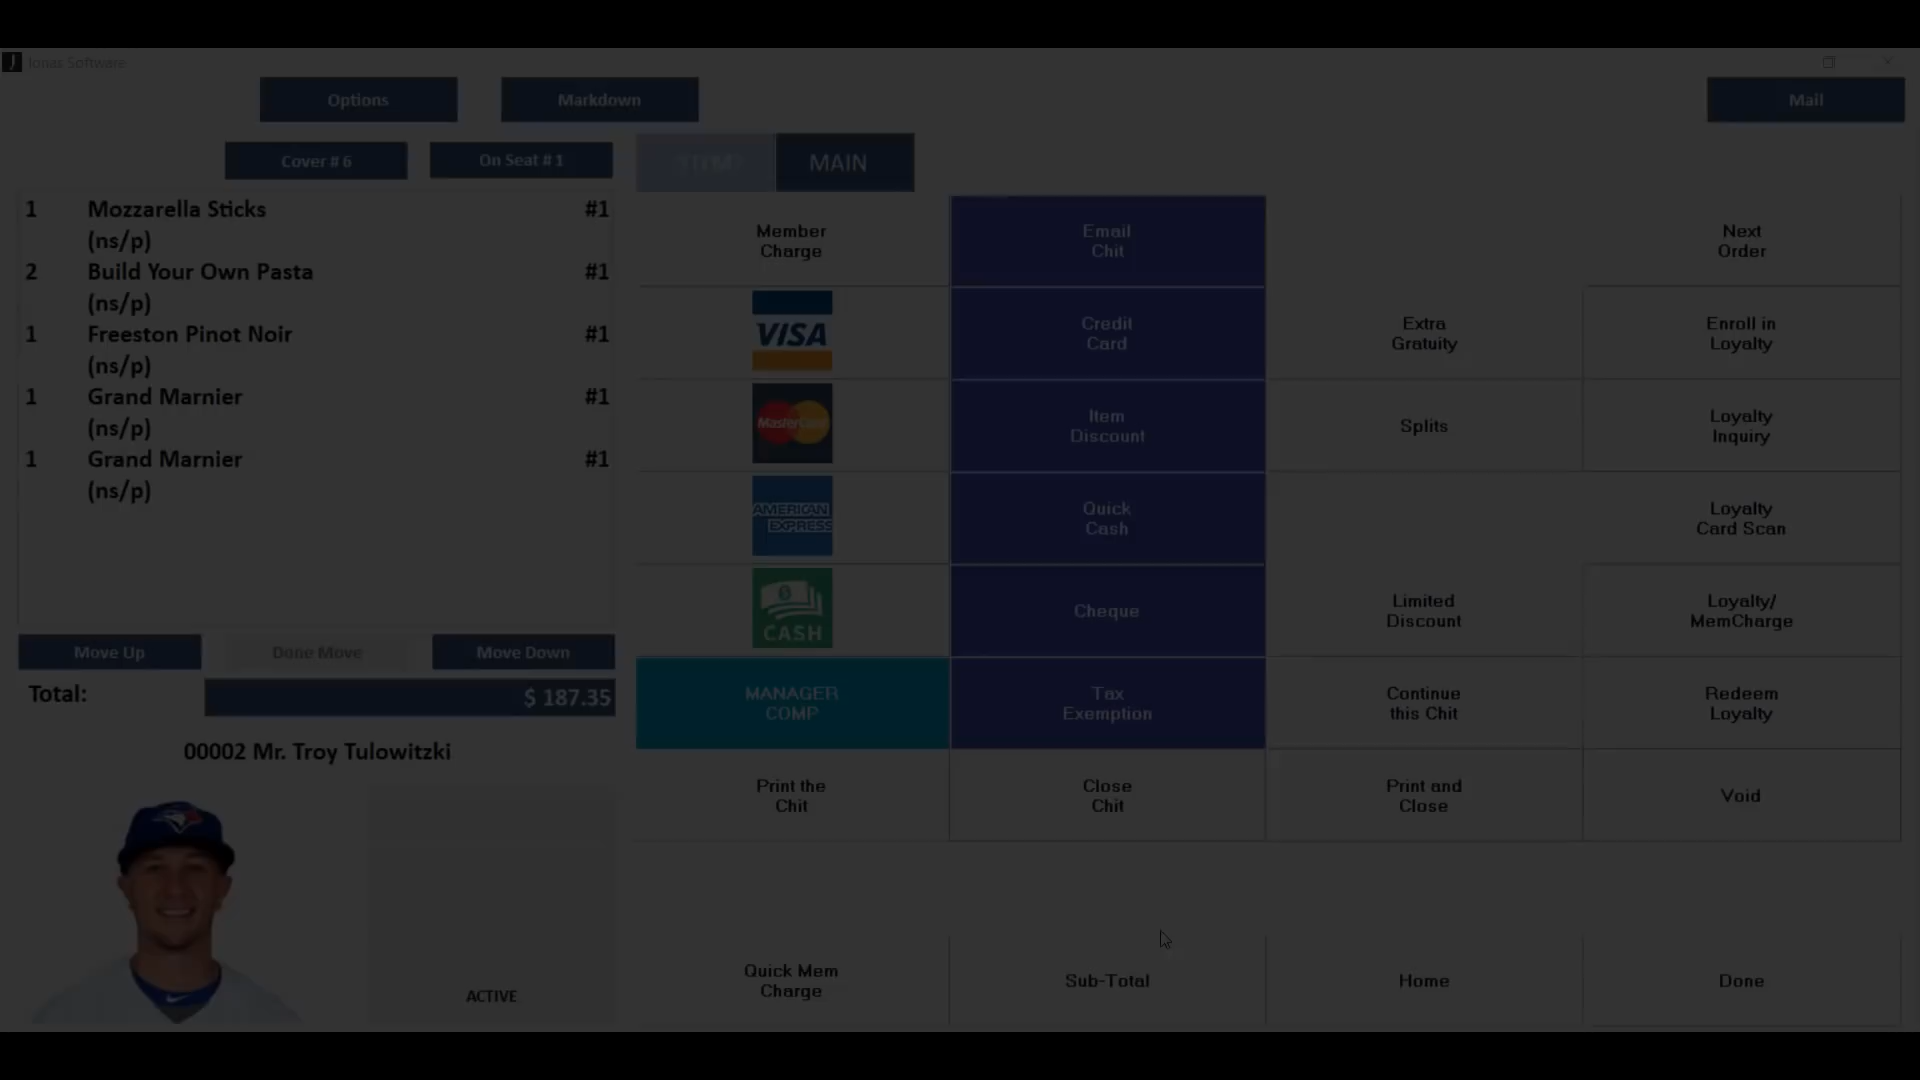 Jonas Software
Options
Markdown
Mail
Cover # 6
On Seat # 1
MAIN
1 Mozzarella Sticks #1
(ns/p)
2 Build Your Own Pasta #1
(ns/p)
1 Freeston Pinot Noir #1
(ns/p)
1 Grand Marnier #1
(ns/p)
1 Grand Marnier #1
(ns/p)
Move Up
Done Move
Move Down
Total:
$ 187.35
00002 Mr. Troy Tulowitzki
ACTIVE
Member
Charge
Email
Chit
Next
Order
VISA
Credit
Card
Extra
Gratuity
Enroll in
Loyalty
MasterCard
Item
Discount
Splits
Loyalty
Inquiry
AMERICAN
EXPRESS
Quick
Cash
Loyalty
Card Scan
CASH
Cheque
Limited
Discount
Loyalty/
MemCharge
MANAGER
COMP
Tax
Exemption
Continue
this Chit
Redeem
Loyalty
Print the
Chit
Close
Chit
Print and
Close
Void
Quick Mem
Charge
Sub-Total
Home
Done